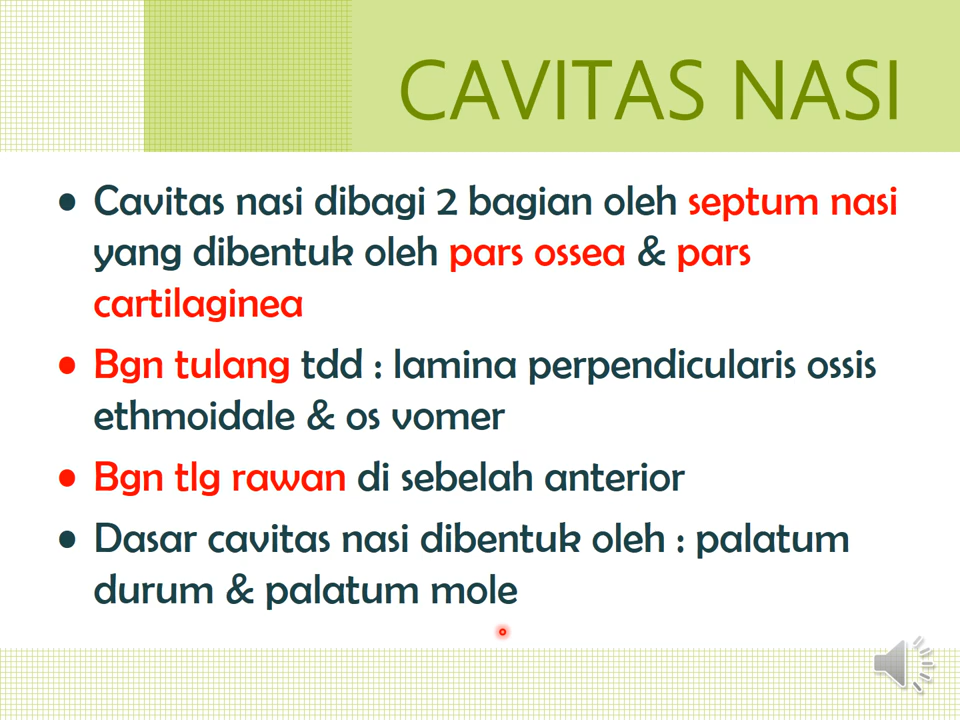 CAVITAS NASI
• Cavitas nasi dibagi 2 bagian oleh septum nasi
yang dibentuk oleh pars ossea & pars
cartilaginea
• Bgn tulang tdd : lamina perpendicularis ossis
ethmoidale & os vomer
• Bgn tlg rawan di sebelah anterior
• Dasar cavitas nasi dibentuk oleh : palatum
durum & palatum mole